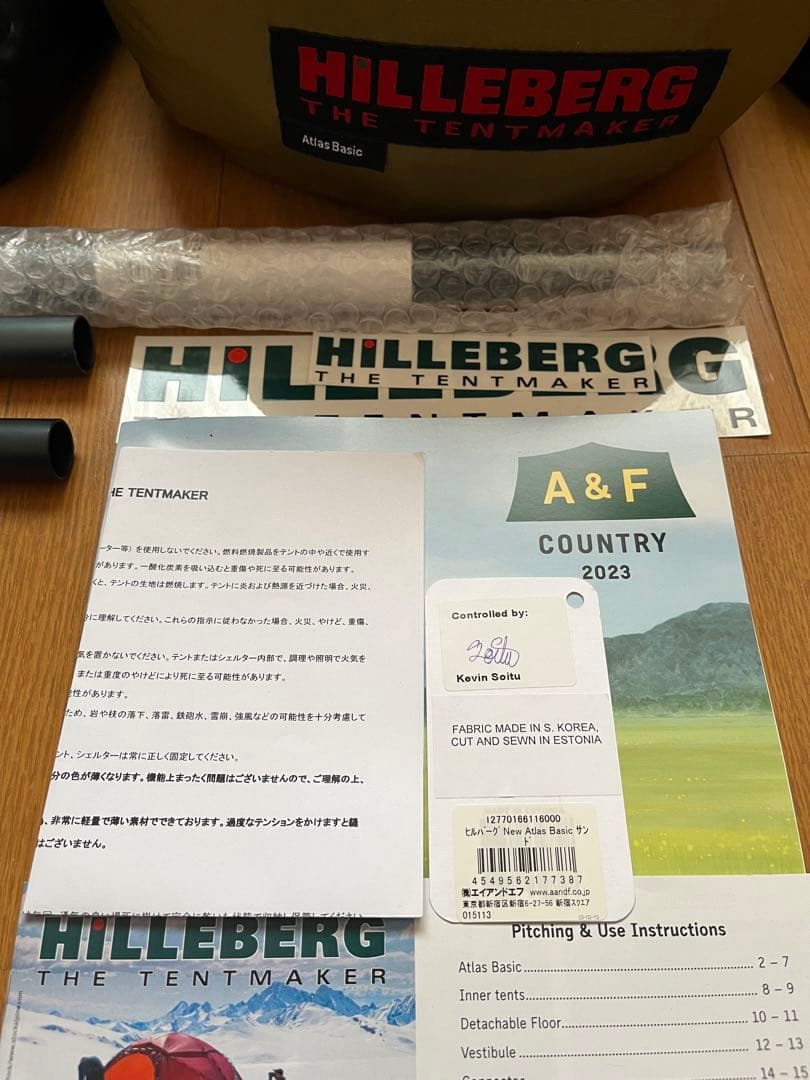 HILLEBERG
THE TENTMAKER
Atlas Basic
HILLEBERG
THE TENTMAKER
HIL G
R
A & F
COUNTRY
2023
HE TENTMAKER
ーター等）を使用しないでください。燃料燃焼製品をテントの中や近くで使用す
があります。一酸化炭素を吸い込むと重傷や死に至る可能性があります。
くと、テントの生地は燃焼します。テントに炎および熱源を近づけた場合、火災、
分に理解してください。これらの指示に従わなかった場合、火災、やけど、重傷、
気を置かないでください。テントまたはシェルター内部で、調理や照明で火気を
または重度のやけどにより死に至る可能性があります。
性があります。
ため、岩や枝の落下、落雷、鉄砲水、雪崩、強風などの可能性を十分考慮して
ント、シェルターは常に正しく固定してください。
分の色が薄くなります。機能上まったく問題はございませんので、ご理解の上、
、非常に軽量で薄い素材でできております。過度なテンションをかけますと縫
はございません。
Controlled by:
Kevin Soitu
FABRIC MADE IN S. KOREA,
CUT AND SEWN IN ESTONIA
12770166116000
ﾋﾙﾊﾞｰｸﾞ New Atlas Basic サン
ド
4549562177387
㈱エイアンドエフ www.aandf.co.jp
東京都新宿区新宿6-27-56 新宿スクエア
015113
HILLEBERG
THE TENTMAKER
Pitching & Use Instructions
Atlas Basic 2 – 7
Inner tents 8 – 9
Detachable Floor 10 – 11
Vestibule 12 – 13
Connector 14 – 15